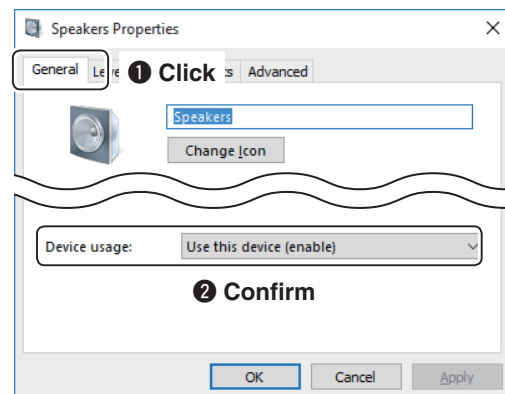 Speakers Properties
General Le ❶ Click s Advanced
Speakers
Change Icon
Device usage: Use this device (enable)
❷ Confirm
OK Cancel Apply